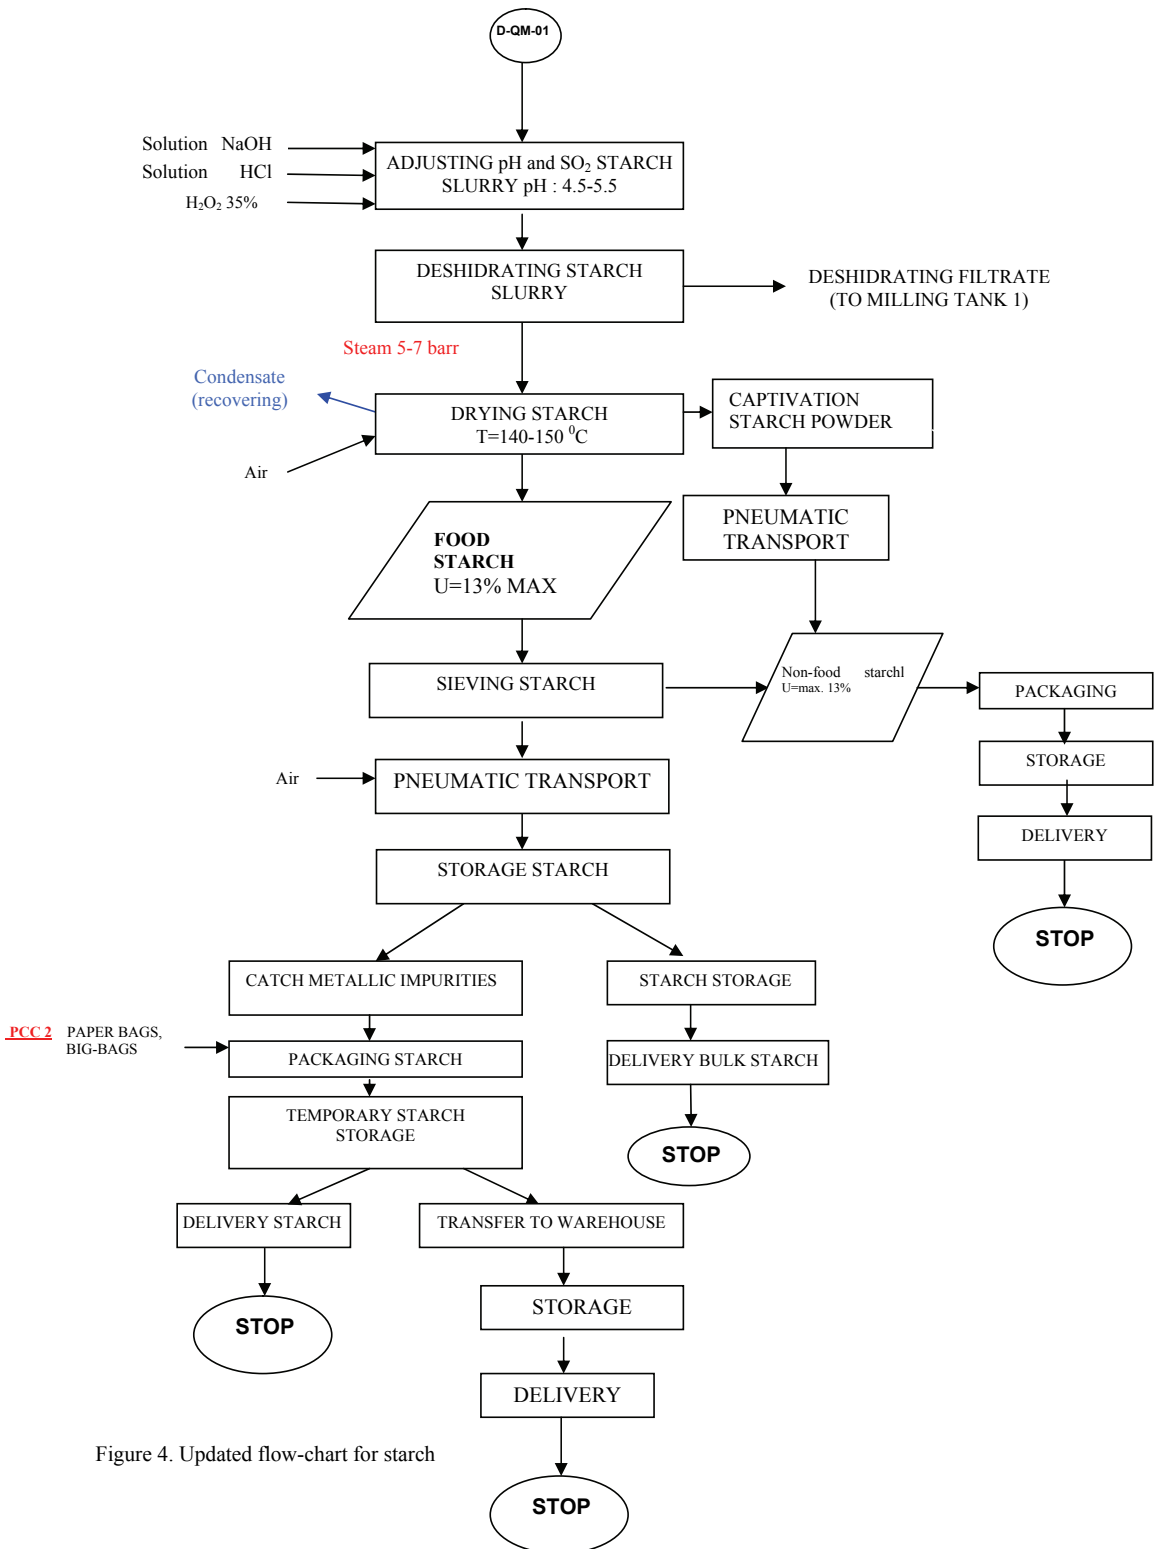 D-QM-01
Solution NaOH
Solution HCl
H₂O₂ 35%
ADJUSTING pH and SO₂ STARCH
SLURRY pH : 4.5-5.5
DESHIDRATING STARCH
SLURRY
DESHIDRATING FILTRATE
(TO MILLING TANK 1)
Steam 5-7 barr
Condensate
(recovering)
Air
DRYING STARCH
T=140-150 ⁰C
CAPTIVATION
STARCH POWDER
PNEUMATIC
TRANSPORT
FOOD
STARCH
U=13% MAX
SIEVING STARCH
Non-food starchl
U=max. 13%
PACKAGING
STORAGE
DELIVERY
STOP
Air
PNEUMATIC TRANSPORT
STORAGE STARCH
CATCH METALLIC IMPURITIES
STARCH STORAGE
PCC 2 PAPER BAGS,
BIG-BAGS
PACKAGING STARCH
DELIVERY BULK STARCH
TEMPORARY STARCH
STORAGE
STOP
DELIVERY STARCH
TRANSFER TO WAREHOUSE
STOP
STORAGE
DELIVERY
Figure 4. Updated flow-chart for starch
STOP